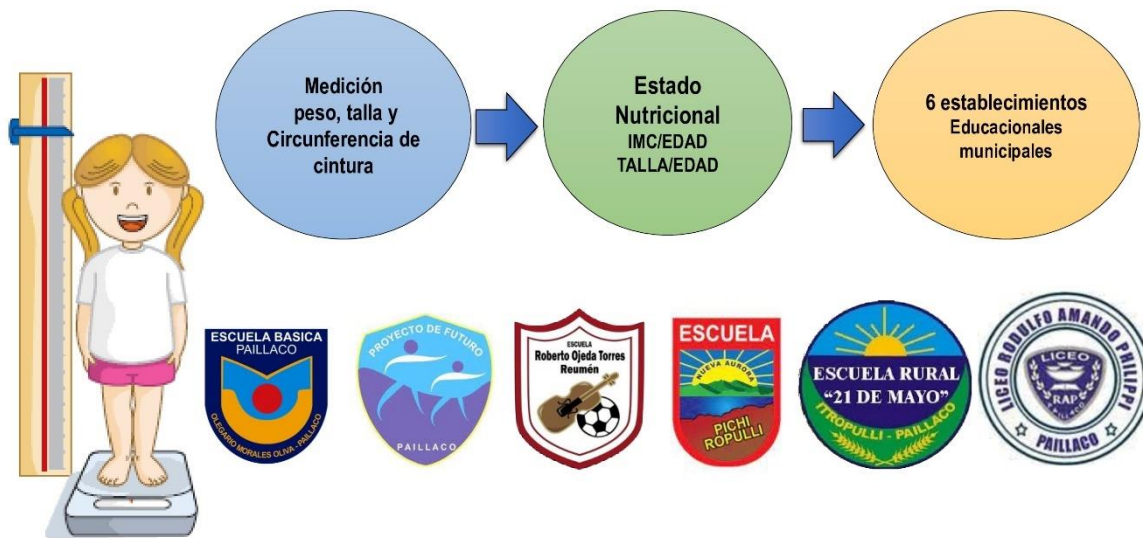 Medición
peso, talla y
Circunferencia de
cintura
Estado
Nutricional
IMC/EDAD
TALLA/EDAD
6 establecimientos
Educacionales
municipales
ESCUELA BASICA
PAILLACO
OLEGARIO MORALES OLIVA - PAILLACO
PROYECTO DE FUTURO
PAILLACO
ESCUELA
Roberto Ojeda Torres
Reumén
ESCUELA
NUEVA AURORA
PICHI
ROPULLI
ESCUELA RURAL
“21 DE MAYO”
ITROPULLI - PAILLACO
LICEO RODULFO AMANDO PHILIPPI
LICEO
RAP
PAILLACO
PAILLACO